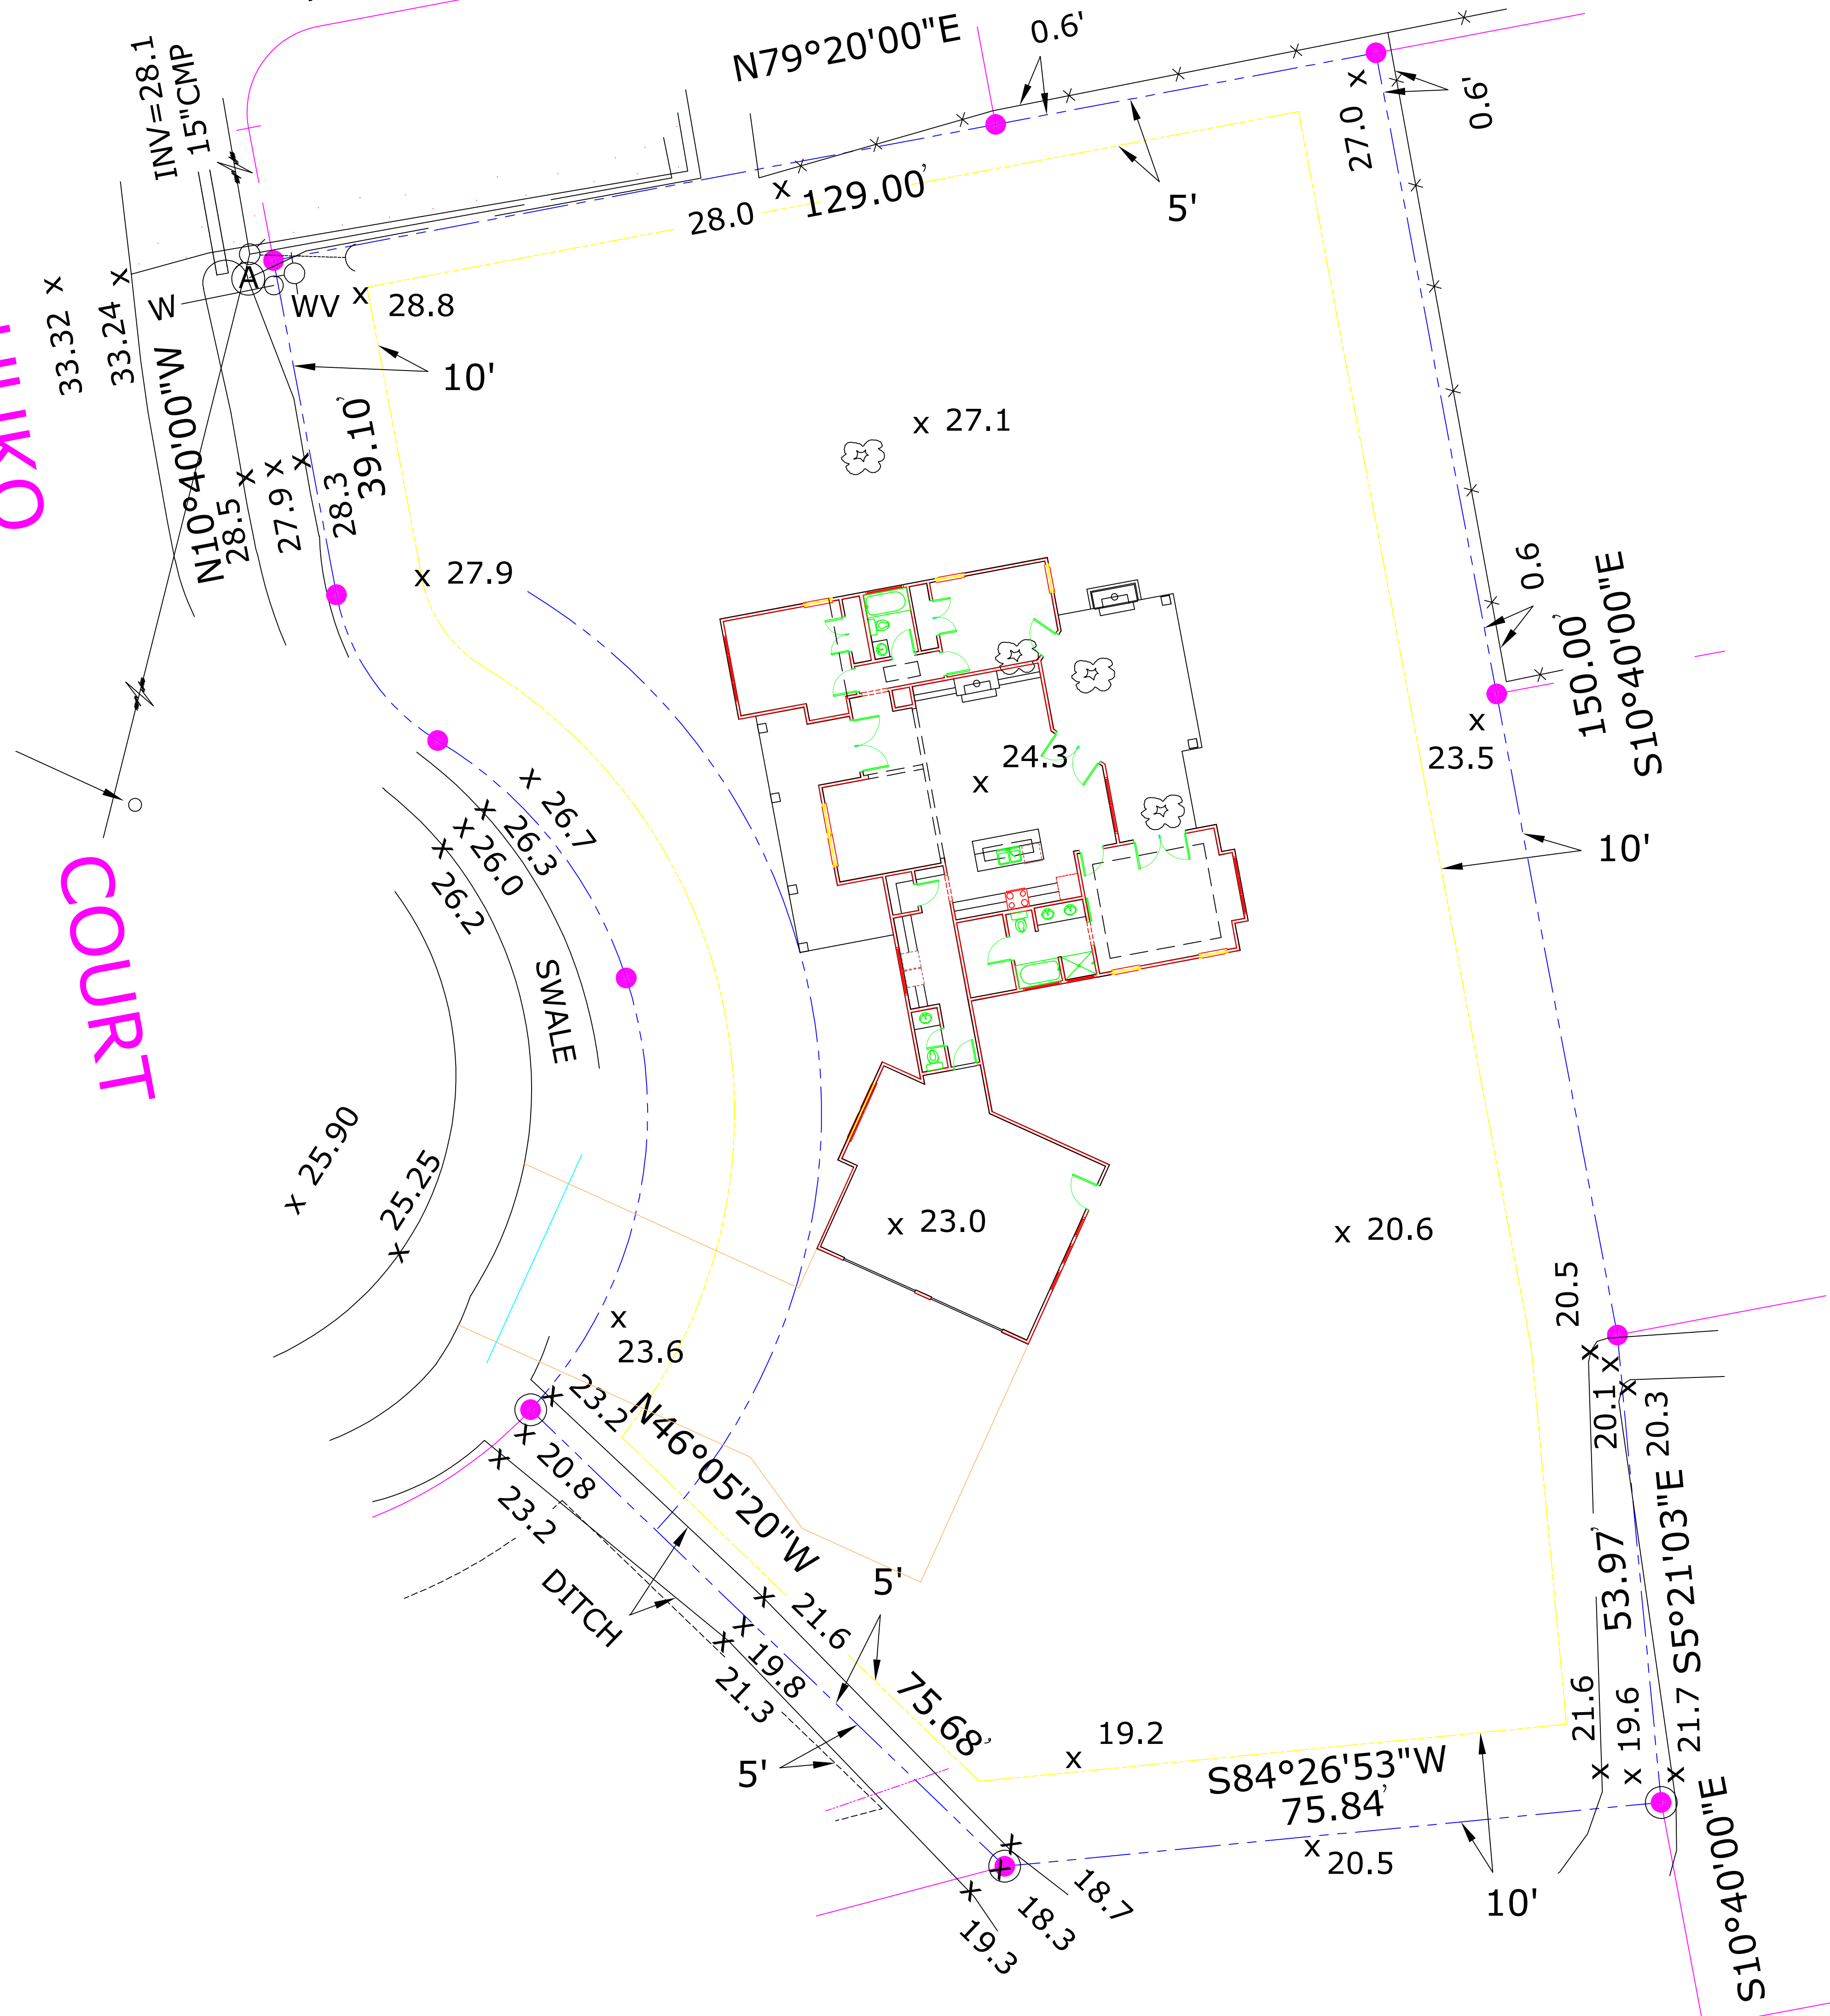 N79°20'00"E
0.6'
INV=28.1
15"CMP
0.6'
27.0 x
129.00'
28.0
x
5'
33.32 x
33.24 x
A
W
WV
x 28.8
10'
N10°40'00"W
39.10'
28.5 x
27.9 x
28.3
x
x 27.1
x 27.9
0.6
150.00'
S10°40'00"E
x
23.5
24.3
x
10'
x 26.7
x 26.3
x 26.0
x 26.2
COURT
SWALE
x 25.90
x 25.25
x 23.0
x 20.6
20.5
x
x
23.6
x 23.2
N46°05'20"W
x 20.8
x 23.2
x
20.1
x
20.3
x
DITCH
5'
x 21.6
x 19.8
x 21.3
53.97'
S5°21'03"E
75.68'
5'
19.2
x
S84°26'53"W
75.84'
x 20.5
21.6
x
19.6
x
21.7
x
10'
x 18.7
x 18.3
x 19.3
S10°40'00"E